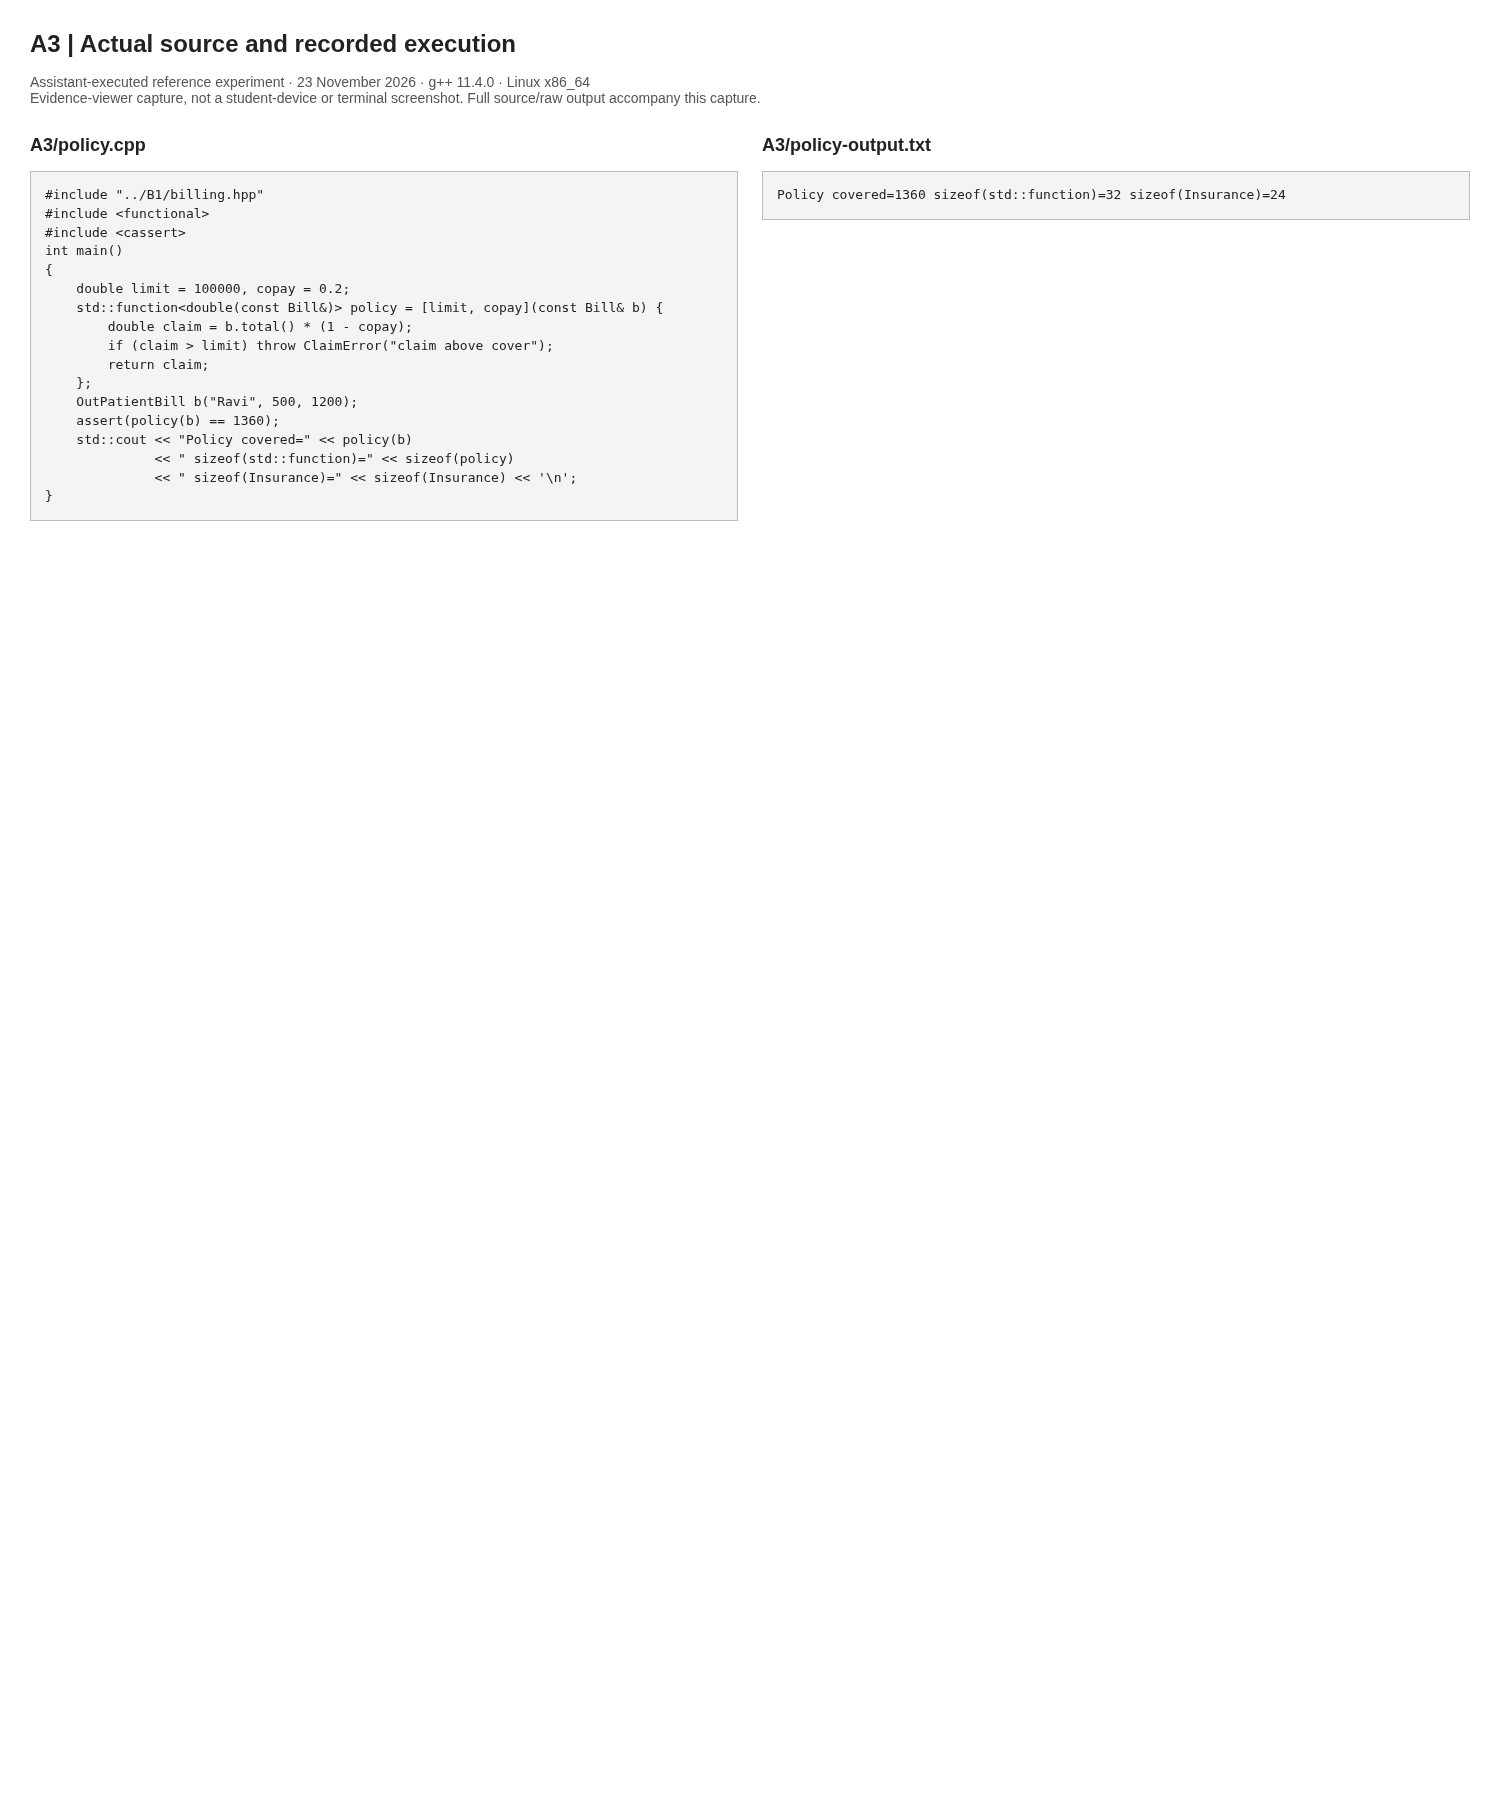 A3 | Actual source and recorded execution
Assistant-executed reference experiment · 23 November 2026 · g++ 11.4.0 · Linux x86_64
Evidence-viewer capture, not a student-device or terminal screenshot. Full source/raw output accompany this capture.
A3/policy.cpp
#include "../B1/billing.hpp"
#include <functional>
#include <cassert>
int main()
{
    double limit = 100000, copay = 0.2;
    std::function<double(const Bill&)> policy = [limit, copay](const Bill& b) {
        double claim = b.total() * (1 - copay);
        if (claim > limit) throw ClaimError("claim above cover");
        return claim;
    };
    OutPatientBill b("Ravi", 500, 1200);
    assert(policy(b) == 1360);
    std::cout << "Policy covered=" << policy(b)
              << " sizeof(std::function)=" << sizeof(policy)
              << " sizeof(Insurance)=" << sizeof(Insurance) << '\n';
}
A3/policy-output.txt
Policy covered=1360 sizeof(std::function)=32 sizeof(Insurance)=24